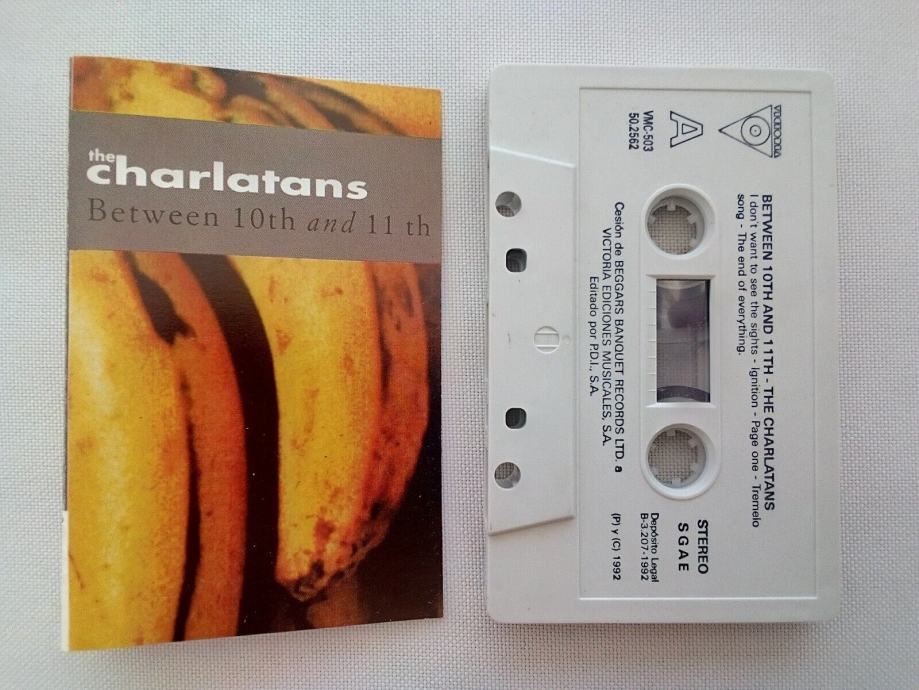 the
charlatans
Between 10th and 11 th
VICTORIA
A
VMC-503
50.2562
BETWEEN 10TH AND 11TH - THE CHARLATANS
I don't want to see the sights - Ignition - Page one - Tremelo
song - The end of everything.
Cesión de BEGGARS BANQUET RECORDS LTD. a
VICTORIA EDICIONES MUSICALES, S.A.
Editado por P.D.I., S.A.
STEREO
SGAE
Depósito Legal
B-3.207-1992
(P) y (C) 1992